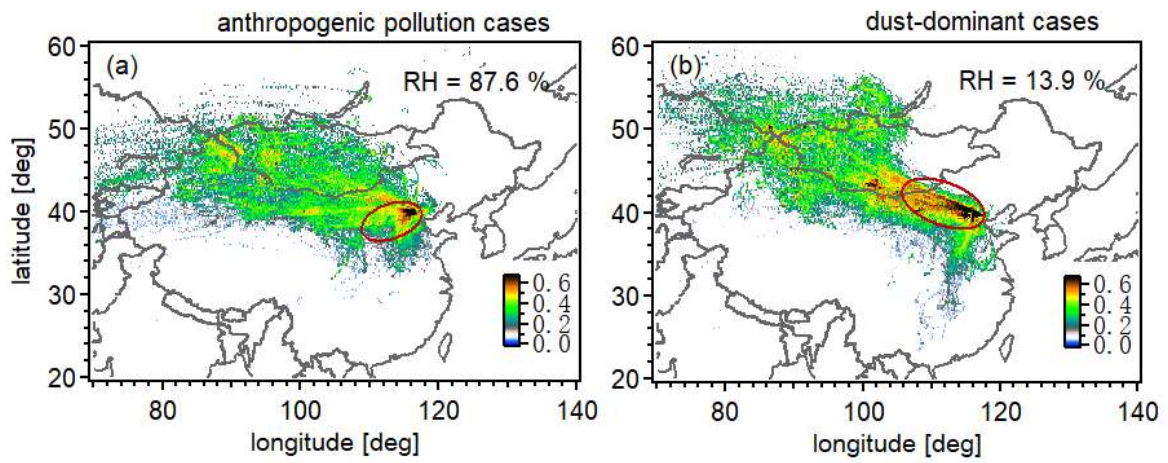 anthropogenic pollution cases
dust-dominant cases
(a)
RH = 87.6 %
(b)
RH = 13.9 %
60
50
40
30
20
latitude [deg]
0.6
0.4
0.2
0.0
80
100
120
140
longitude [deg]
60
50
40
30
20
0.6
0.4
0.2
0.0
80
100
120
140
longitude [deg]